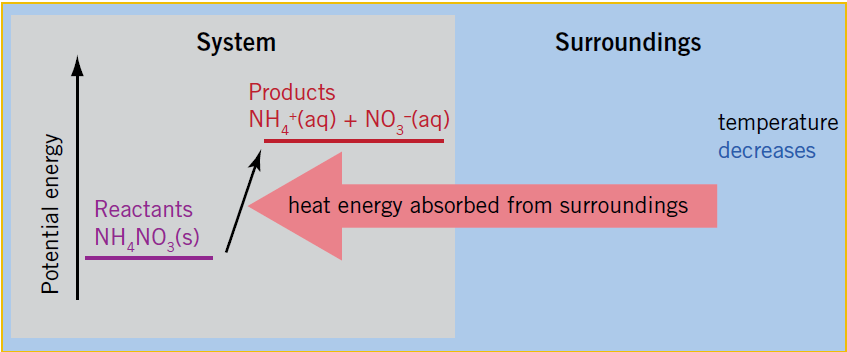 System
Surroundings
Potential energy
Products
NH₄⁺(aq) + NO₃⁻(aq)
temperature
decreases
Reactants
NH₄NO₃(s)
heat energy absorbed from surroundings